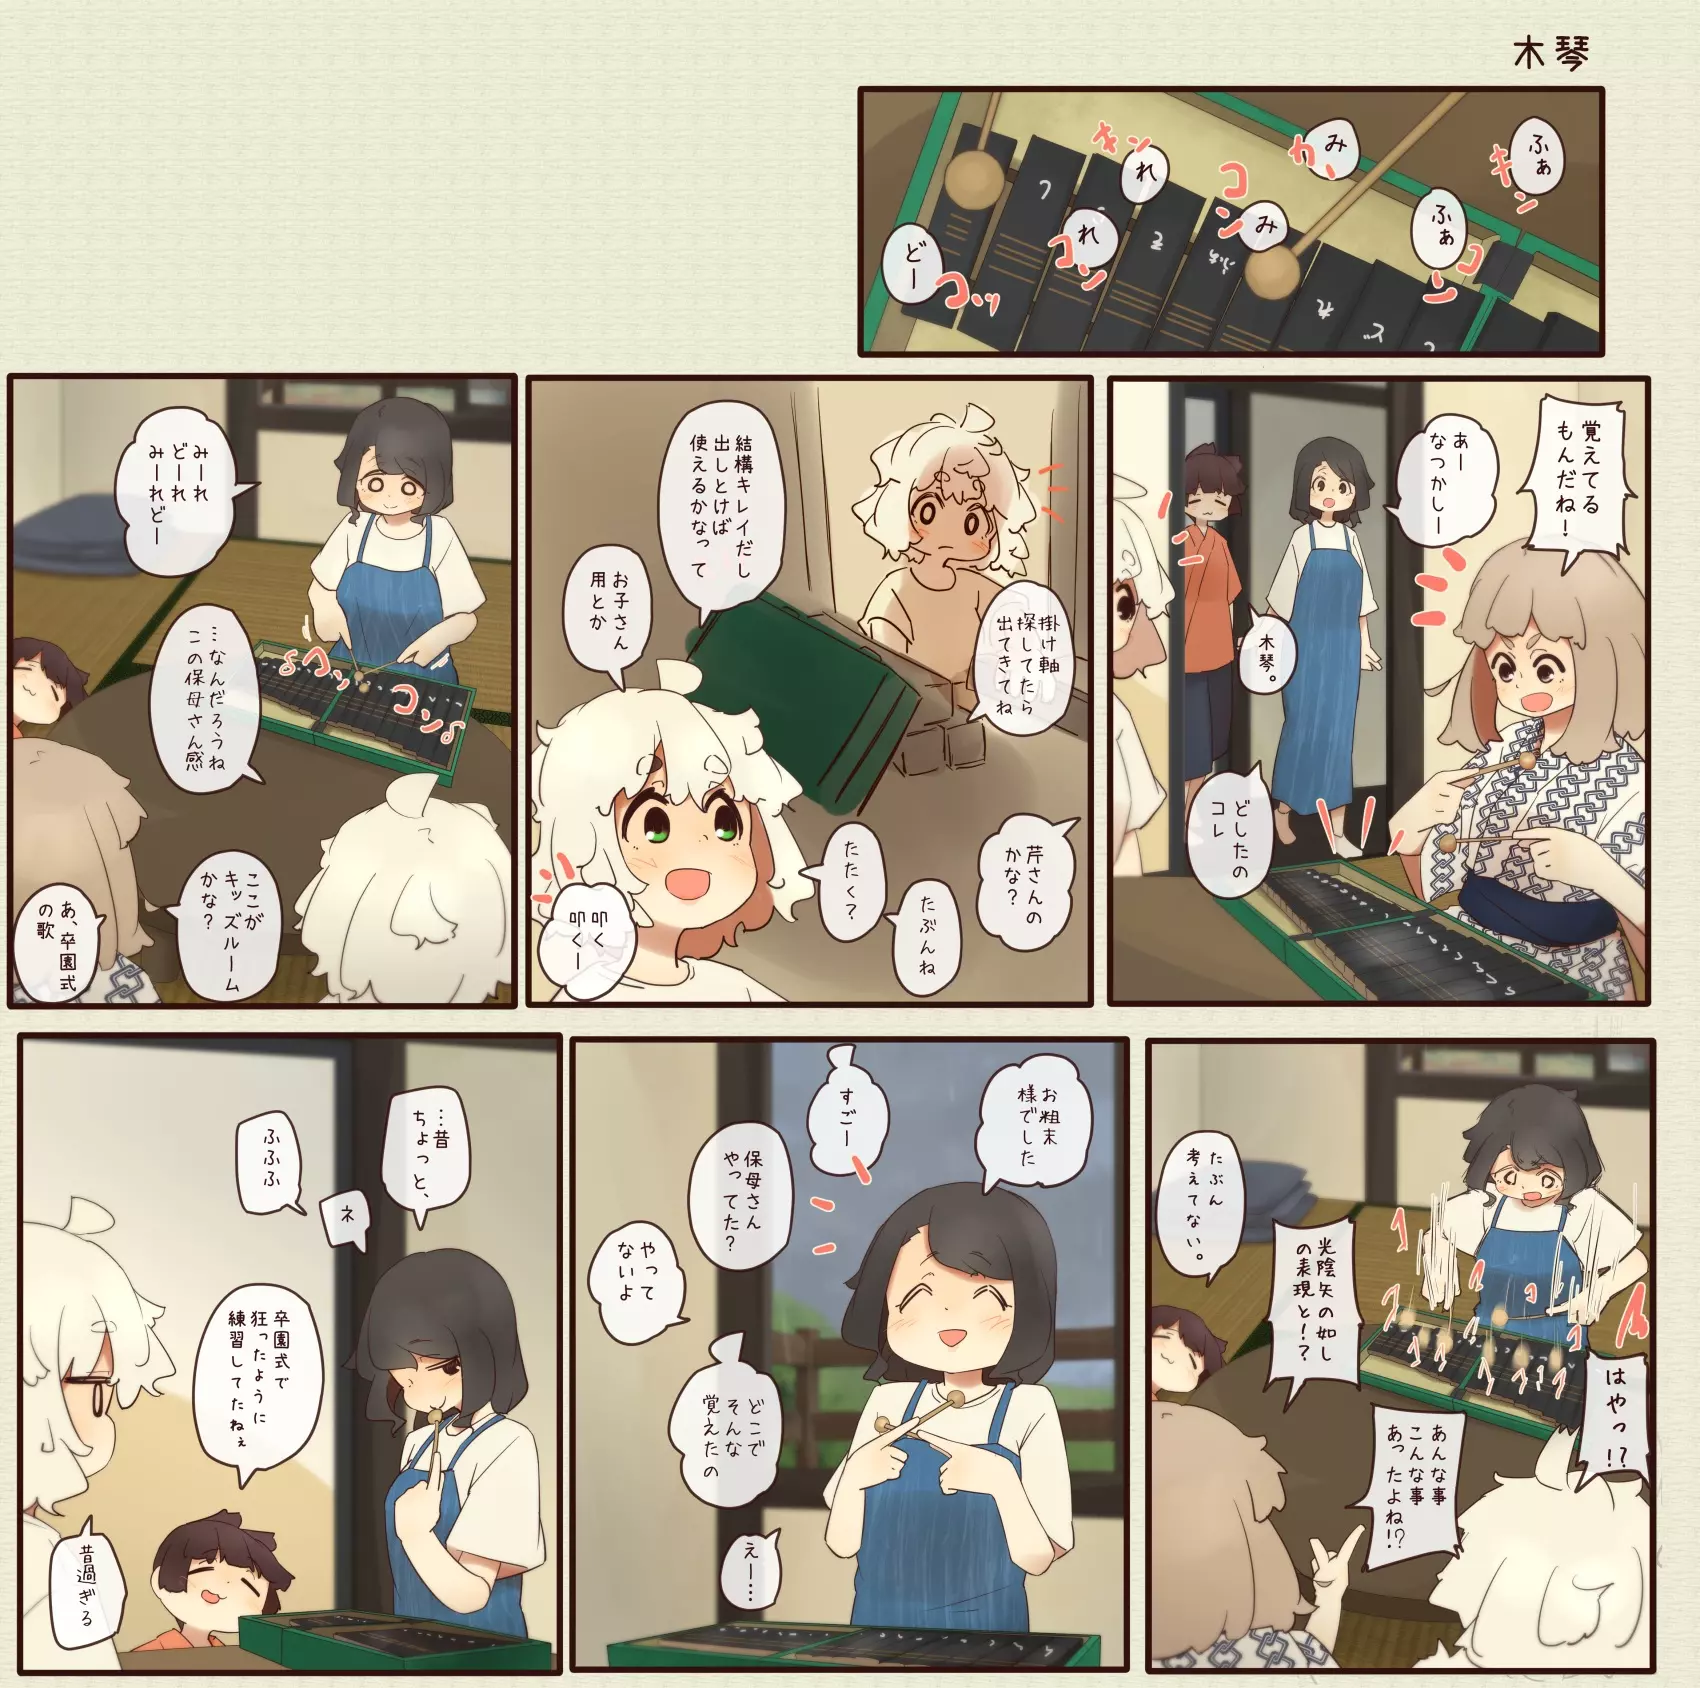 木琴
ふぁ
キン
ふぁ
コン
み
カン
み
コン
れ
キン
れ
コン
どー
コッ
覚えてる
もんだね!
あー
なつかしー
木琴。
どしたの
コレ
掛け軸
探してたら
出てきてね
結構キレイだし
出しとけば
使えるかなって
お子さん
用とか
芹さんの
かな?
たぶんね
たたく?
叩く
叩くー
みーれ
どーれ
みーれどー
コン
コン
…なんだろうね
この保母さん感
ここが
キッズルーム
かな?
あ、卒園式
の歌
はやっ!?
あんな事
こんな事
あったよね!?
光陰矢の如し
の表現と!?
たぶん
考えてない。
お粗末
様でした
すごー
保母さん
やってた?
やって
ないよ
どこで
そんな
覚えたの
えー…
…昔
ちょっと、
ネ
ふふふ
卒園式で
狂ったように
練習してたねぇ
昔過ぎる